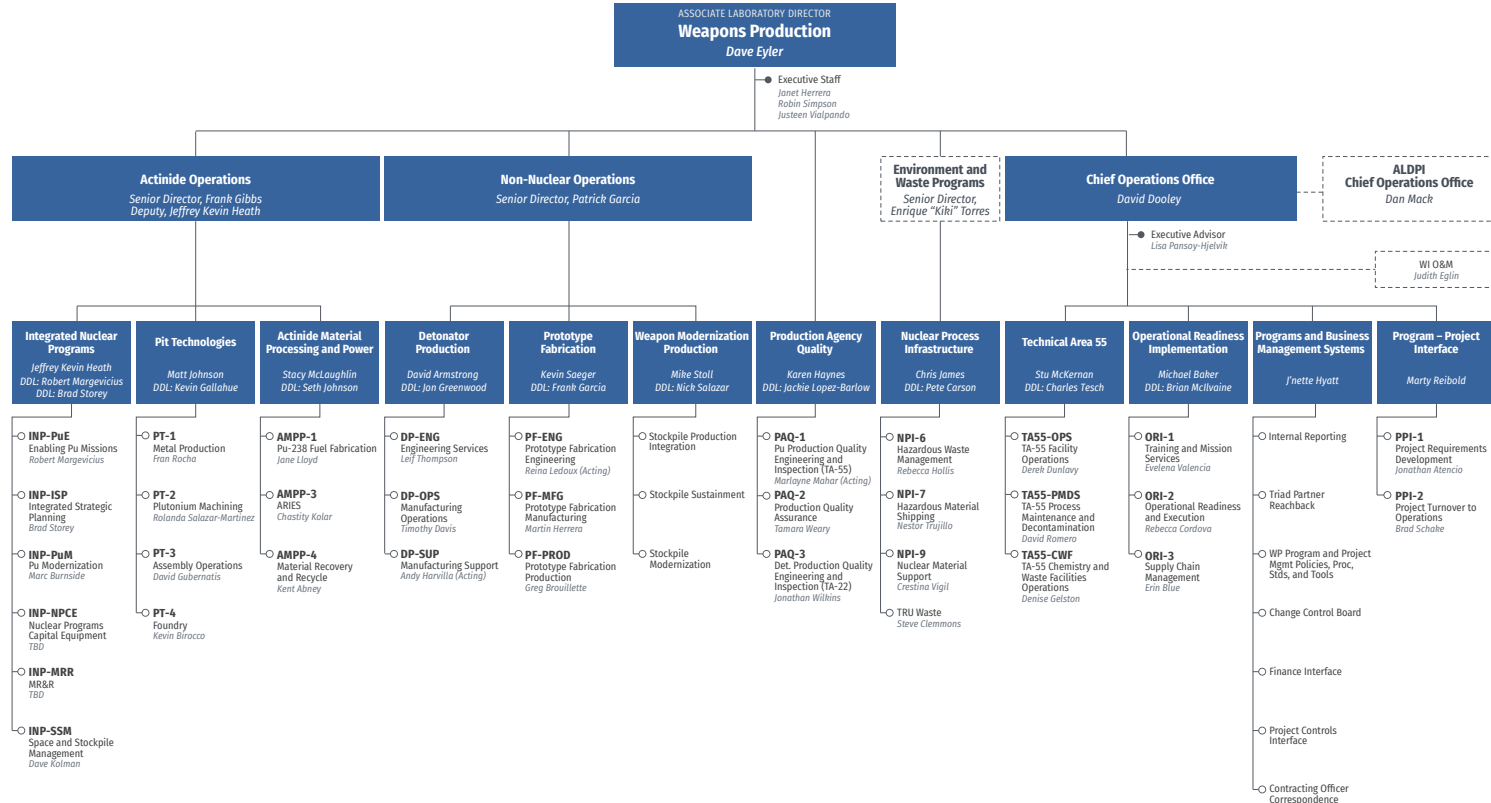 ASSOCIATE LABORATORY DIRECTOR
Weapons Production
Dave Eyler
Executive Staff
Janet Herrera
Robin Simpson
Justeen Vialpando
Actinide Operations
Senior Director, Frank Gibbs
Deputy, Jeffrey Kevin Heath
Non-Nuclear Operations
Senior Director, Patrick Garcia
Environment and
Waste Programs
Senior Director,
Enrique “Kiki” Torres
Chief Operations Office
David Dooley
ALDPI
Chief Operations Office
Dan Mack
Executive Advisor
Lisa Pansoy-Hjelvik
WI O&M
Judith Eglin
Integrated Nuclear
Programs
Jeffrey Kevin Heath
DDL: Robert Margevicius
DDL: Brad Storey
INP-PuE
Enabling Pu Missions
Robert Margevicius
INP-ISP
Integrated Strategic
Planning
Brad Storey
INP-PuM
Pu Modernization
Marc Burnside
INP-NPCE
Nuclear Programs
Capital Equipment
TBD
INP-MRR
MR&R
TBD
INP-SSM
Space and Stockpile
Management
Dave Kolman
Pit Technologies
Matt Johnson
DDL: Kevin Gallahue
PT-1
Metal Production
Fran Rocha
PT-2
Plutonium Machining
Rolanda Salazar-Martinez
PT-3
Assembly Operations
David Gubernatis
PT-4
Foundry
Kevin Birocco
Actinide Material
Processing and Power
Stacy McLaughlin
DDL: Seth Johnson
AMPP-1
Pu-238 Fuel Fabrication
Jane Lloyd
AMPP-3
ARIES
Chastity Kolar
AMPP-4
Material Recovery
and Recycle
Kent Abney
Detonator
Production
David Armstrong
DDL: Jon Greenwood
DP-ENG
Engineering Services
Leif Thompson
DP-OPS
Manufacturing
Operations
Timothy Davis
DP-SUP
Manufacturing Support
Andy Harvilla (Acting)
Prototype
Fabrication
Kevin Saeger
DDL: Frank Garcia
PF-ENG
Prototype Fabrication
Engineering
Reina Ledoux (Acting)
PF-MFG
Prototype Fabrication
Manufacturing
Martin Herrera
PF-PROD
Prototype Fabrication
Production
Greg Brouillette
Weapon Modernization
Production
Mike Stoll
DDL: Nick Salazar
Stockpile Production
Integration
Stockpile Sustainment
Stockpile
Modernization
Production Agency
Quality
Karen Haynes
DDL: Jackie Lopez-Barlow
PAQ-1
Pu Production Quality
Engineering and
Inspection (TA-55)
Marlayne Mahar (Acting)
PAQ-2
Production Quality
Assurance
Tamara Weary
PAQ-3
Det. Production Quality
Engineering and
Inspection (TA-22)
Jonathan Wilkins
Nuclear Process
Infrastructure
Chris James
DDL: Pete Carson
NPI-6
Hazardous Waste
Management
Rebecca Hollis
NPI-7
Hazardous Material
Shipping
Nestor Trujillo
NPI-9
Nuclear Material
Support
Crestina Vigil
TRU Waste
Steve Clemmons
Technical Area 55
Stu McKernan
DDL: Charles Tesch
TA55-OPS
TA-55 Facility
Operations
Derek Dunlavy
TA55-PMDS
TA-55 Process
Maintenance and
Decontamination
David Romero
TA55-CWF
TA-55 Chemistry and
Waste Facilities
Operations
Denise Gelston
Operational Readiness
Implementation
Michael Baker
DDL: Brian McIlvaine
ORI-1
Training and Mission
Services
Evelena Valencia
ORI-2
Operational Readiness
and Execution
Rebecca Cordova
ORI-3
Supply Chain
Management
Erin Blue
Programs and Business
Management Systems
J’nette Hyatt
Internal Reporting
Triad Partner
Reachback
WP Program and Project
Mgmt Policies, Proc,
Stds, and Tools
Change Control Board
Finance Interface
Project Controls
Interface
Contracting Officer
Correspondence
Program – Project
Interface
Marty Reibold
PPI-1
Project Requirements
Development
Jonathan Atencio
PPI-2
Project Turnover to
Operations
Brad Schake